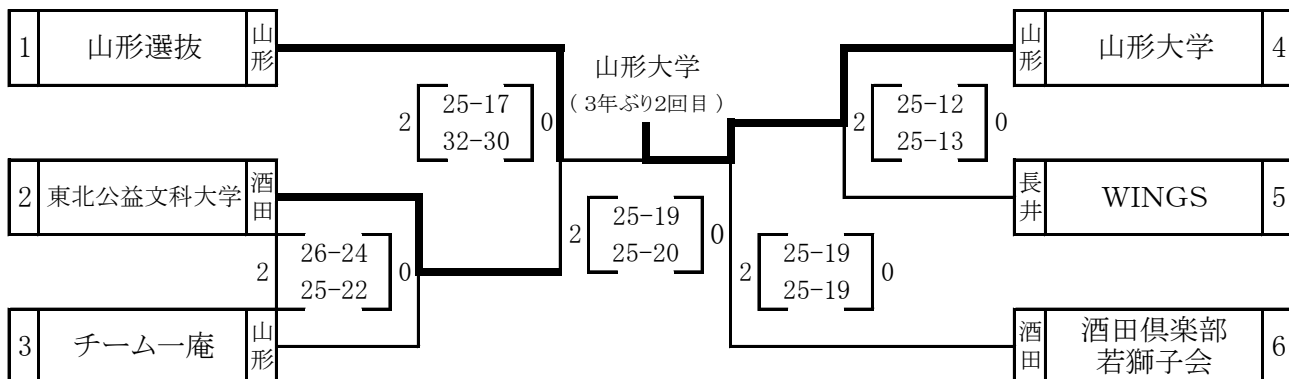 1 山形選抜 山形
山形 山形大学 4
山形大学
(3年ぶり2回目)
2 25-17 0
32-30
2 25-12 0
25-13
2 東北公益文科大学 酒田
長井 WINGS 5
2 25-19 0
25-20
2 26-24 0
25-22
2 25-19 0
25-19
3 チーム一庵 山形
酒田 酒田倶楽部 6
若獅子会